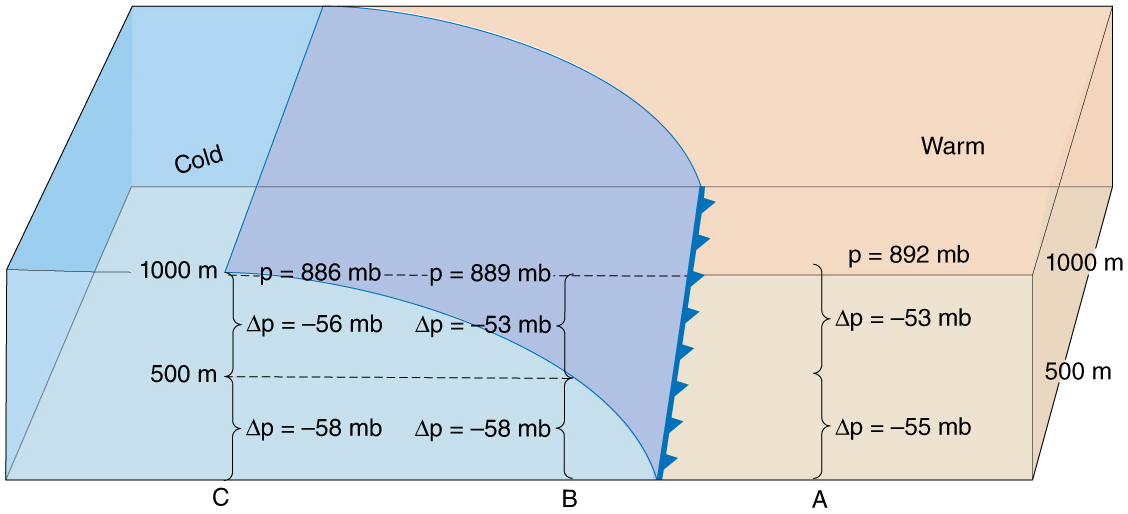 Warm
Cold
p = 892 mb
1000 m
1000 m
p = 886 mb
p = 889 mb
Δp = –56 mb
Δp = –53 mb
Δp = –53 mb
500 m
500 m
Δp = –58 mb
Δp = –58 mb
Δp = –55 mb
C
B
A